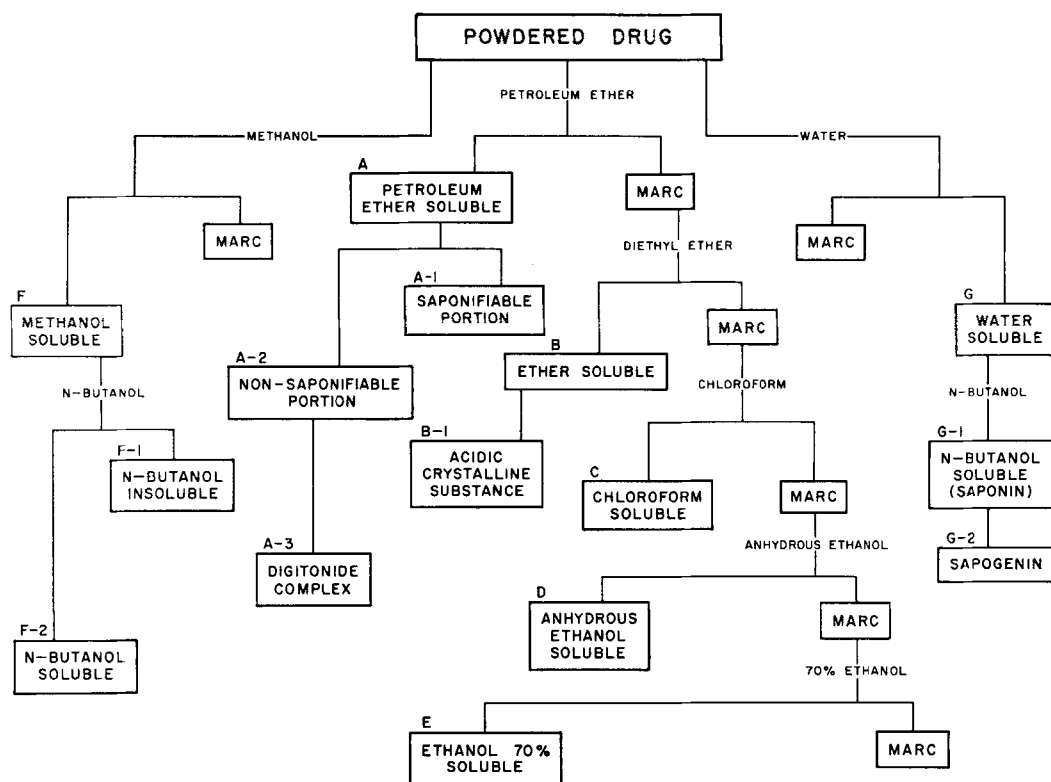 POWDERED DRUG
PETROLEUM ETHER
METHANOL
WATER
A
PETROLEUM
ETHER SOLUBLE
MARC
MARC
MARC
DIETHYL ETHER
A-1
SAPONIFIABLE
PORTION
F
METHANOL
SOLUBLE
MARC
G
WATER
SOLUBLE
B
ETHER SOLUBLE
A-2
NON-SAPONIFIABLE
PORTION
N-BUTANOL
CHLOROFORM
N-BUTANOL
B-1
ACIDIC
CRYSTALLINE
SUBSTANCE
G-1
N-BUTANOL
SOLUBLE
(SAPONIN)
F-1
N-BUTANOL
INSOLUBLE
C
CHLOROFORM
SOLUBLE
MARC
ANHYDROUS ETHANOL
G-2
SAPOGENIN
A-3
DIGITONIDE
COMPLEX
D
ANHYDROUS
ETHANOL
SOLUBLE
MARC
F-2
N-BUTANOL
SOLUBLE
70% ETHANOL
E
ETHANOL 70%
SOLUBLE
MARC